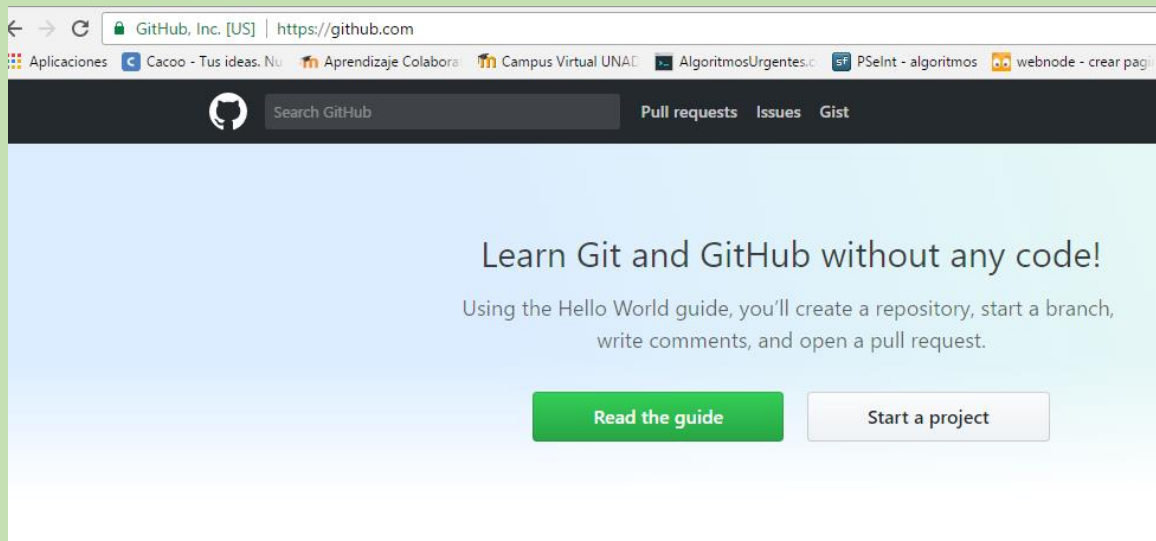 GitHub, Inc. [US] | https://github.com
Aplicaciones Cacoo - Tus ideas. Nu Aprendizaje Colabora Campus Virtual UNAD AlgoritmosUrgentes.c PSeInt - algoritmos webnode - crear pagi
Search GitHub Pull requests Issues Gist
Learn Git and GitHub without any code!
Using the Hello World guide, you’ll create a repository, start a branch,
write comments, and open a pull request.
Read the guide Start a project